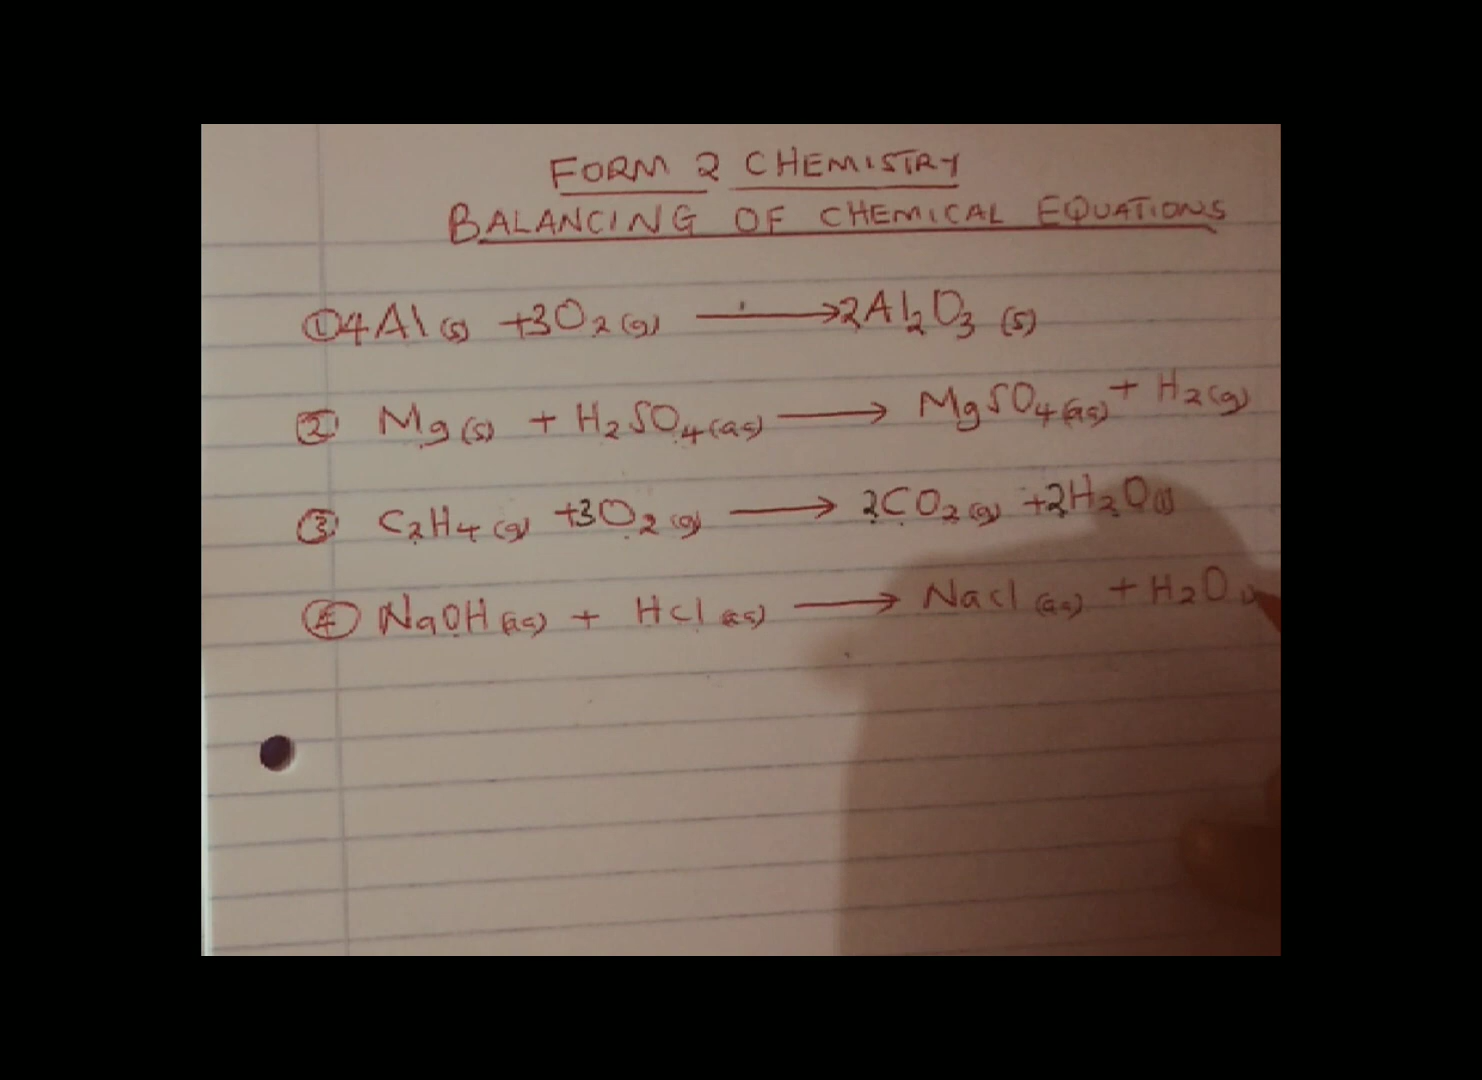 FORM 2 CHEMISTRY
BALANCING OF CHEMICAL EQUATIONS
① 4Al(s) + 3O₂(g) ⟶ 2Al₂O₃(s)
② Mg(s) + H₂SO₄(aq) ⟶ MgSO₄(aq) + H₂(g)
③ C₂H₄(g) + 3O₂(g) ⟶ 2CO₂(g) + 2H₂O(l)
④ NaOH(aq) + HCl(aq) ⟶ NaCl(aq) + H₂O